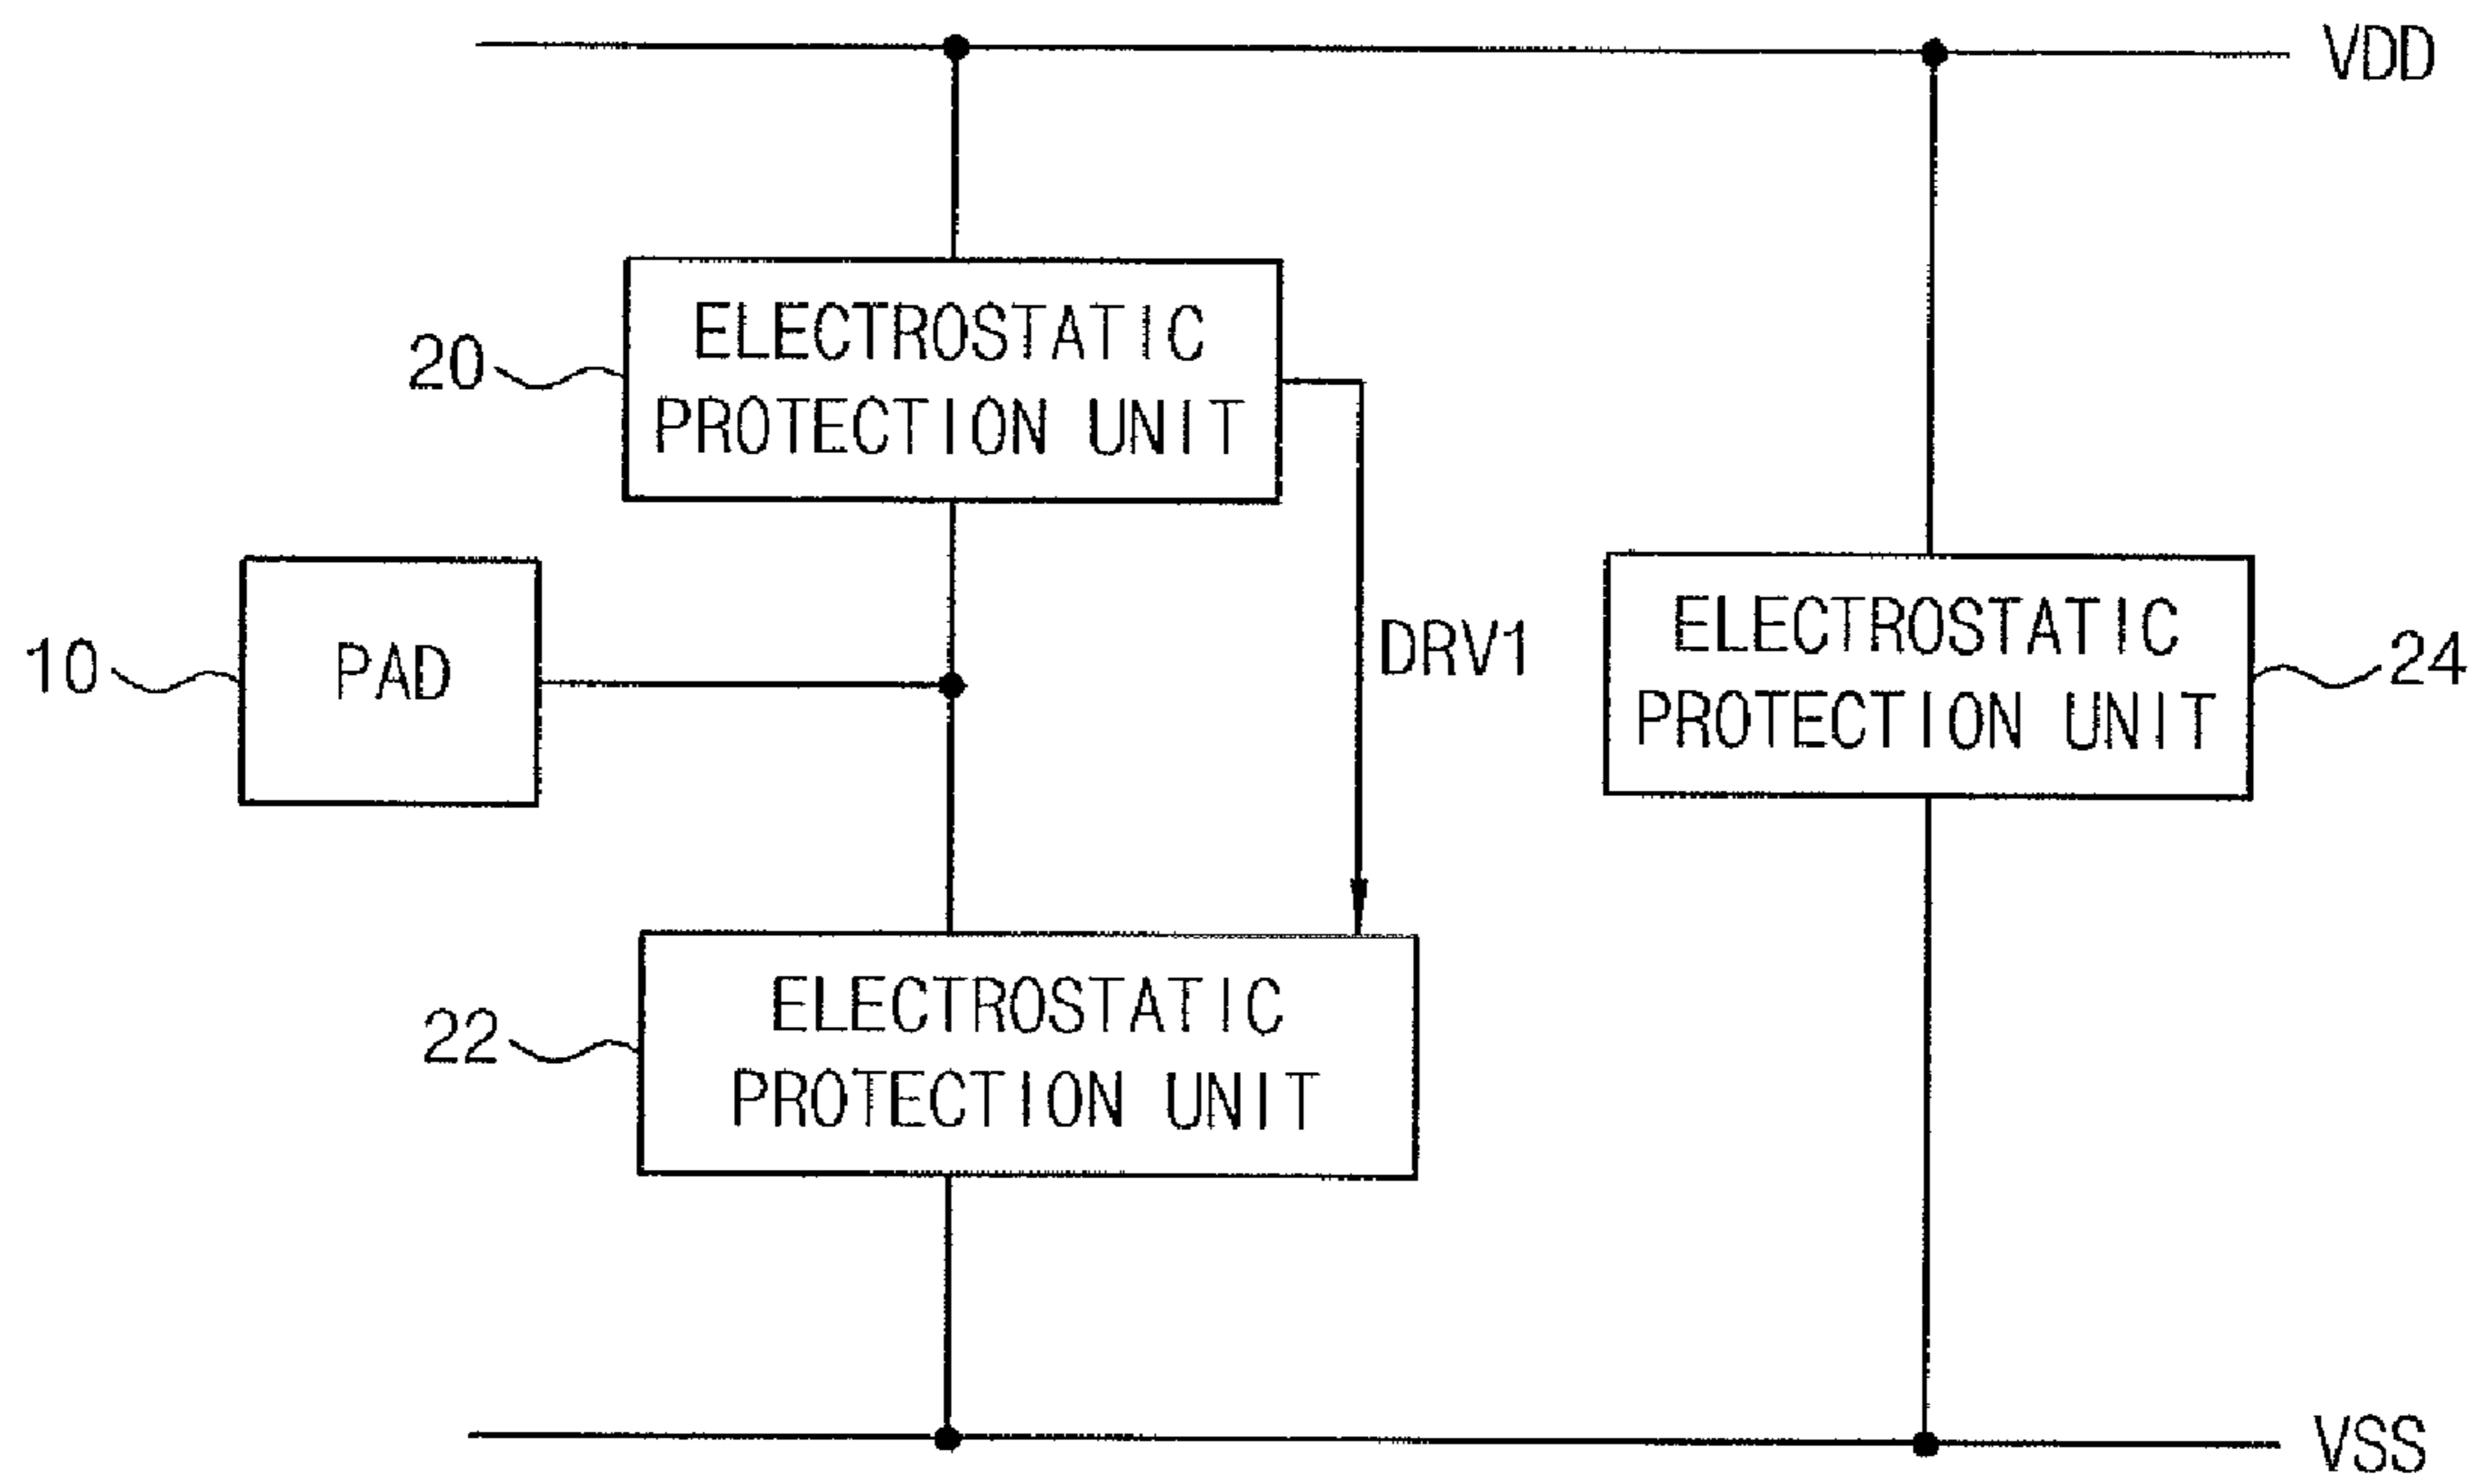 VDD
20
ELECTROSTATIC
PROTECTION UNIT
10
PAD
DRV1
ELECTROSTATIC
PROTECTION UNIT
24
22
ELECTROSTATIC
PROTECTION UNIT
VSS